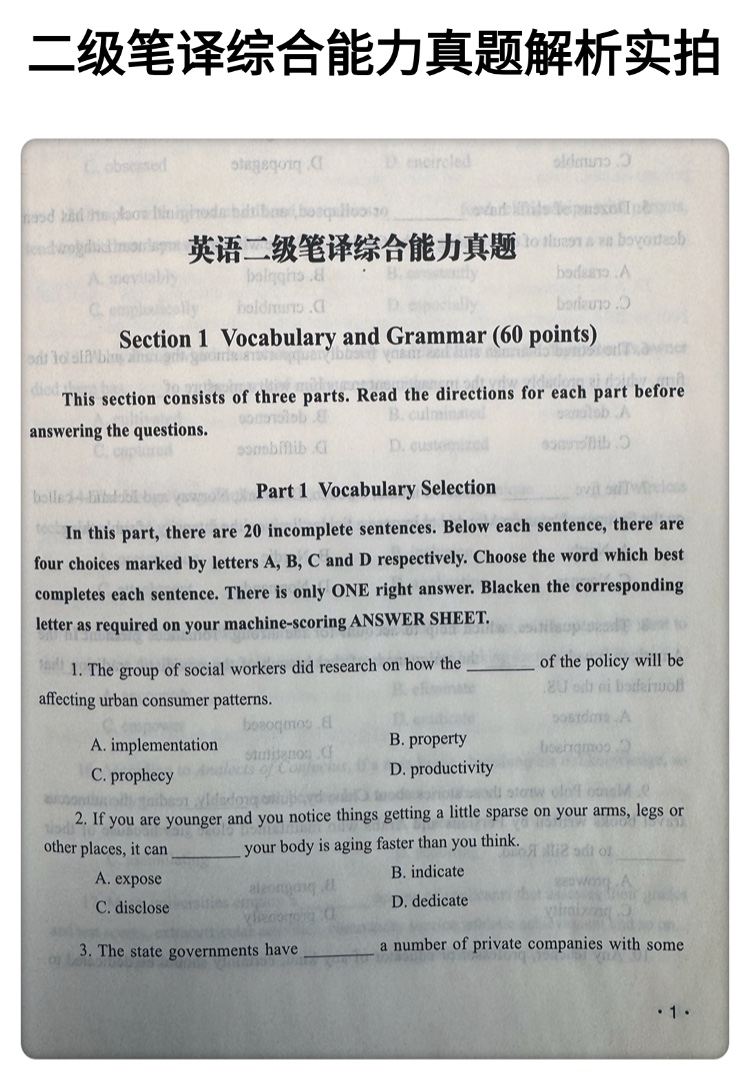 二级笔译综合能力真题解析实拍
英语二级笔译综合能力真题
Section 1 Vocabulary and Grammar (60 points)
This section consists of three parts. Read the directions for each part before
answering the questions.
Part 1 Vocabulary Selection
In this part, there are 20 incomplete sentences. Below each sentence, there are
four choices marked by letters A, B, C and D respectively. Choose the word which best
completes each sentence. There is only ONE right answer. Blacken the corresponding
letter as required on your machine-scoring ANSWER SHEET.
1. The group of social workers did research on how the ________ of the policy will be
affecting urban consumer patterns.
A. implementation B. property
C. prophecy D. productivity
2. If you are younger and you notice things getting a little sparse on your arms, legs or
other places, it can ________ your body is aging faster than you think.
A. expose B. indicate
C. disclose D. dedicate
3. The state governments have ________ a number of private companies with some
·1·